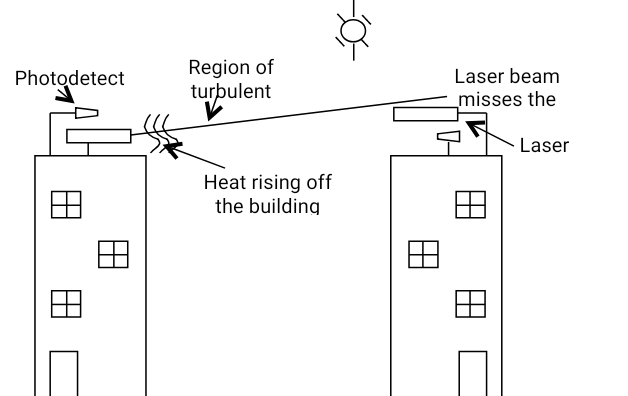 Photodetect
Region of
turbulent
Laser beam
misses the
Laser
Heat rising off
the building